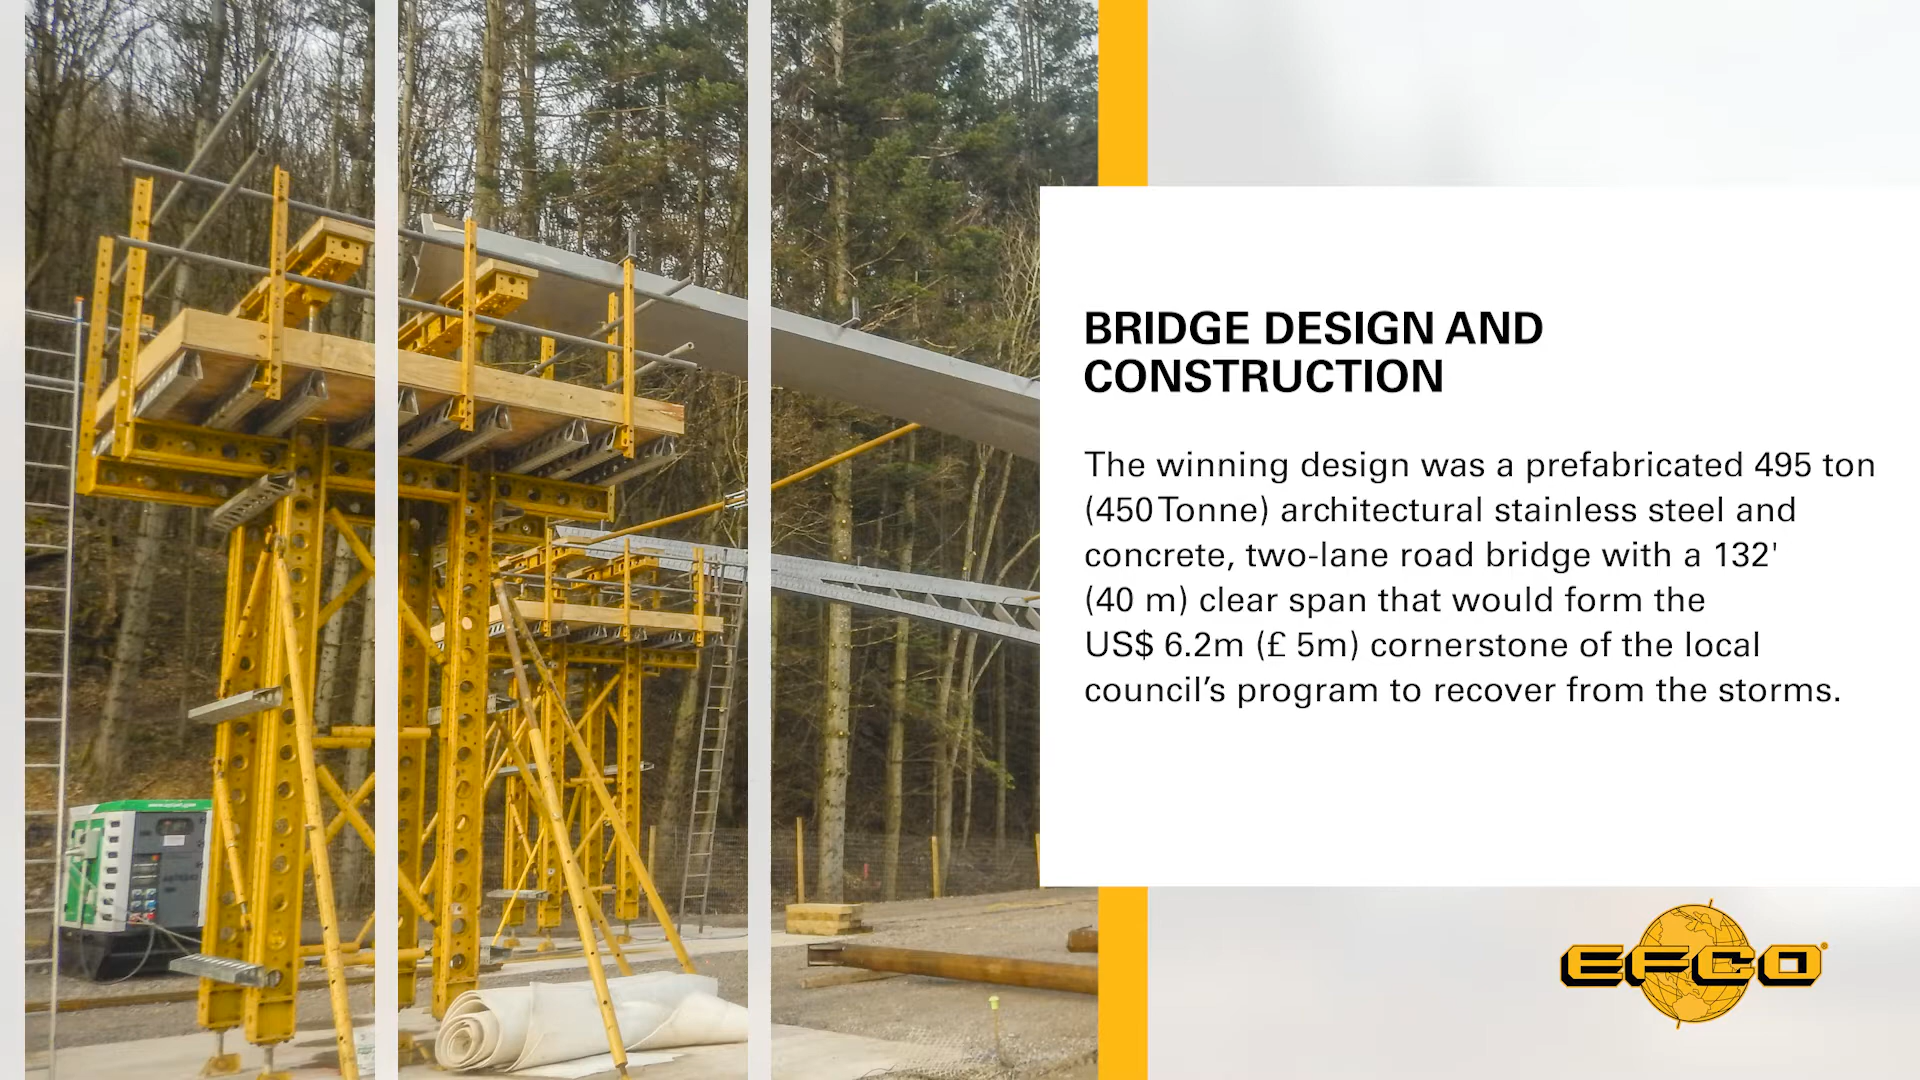 BRIDGE DESIGN AND
CONSTRUCTION
The winning design was a prefabricated 495 ton
(450 Tonne) architectural stainless steel and
concrete, two-lane road bridge with a 132'
(40 m) clear span that would form the
US$ 6.2m (£ 5m) cornerstone of the local
council’s program to recover from the storms.
EFCO®